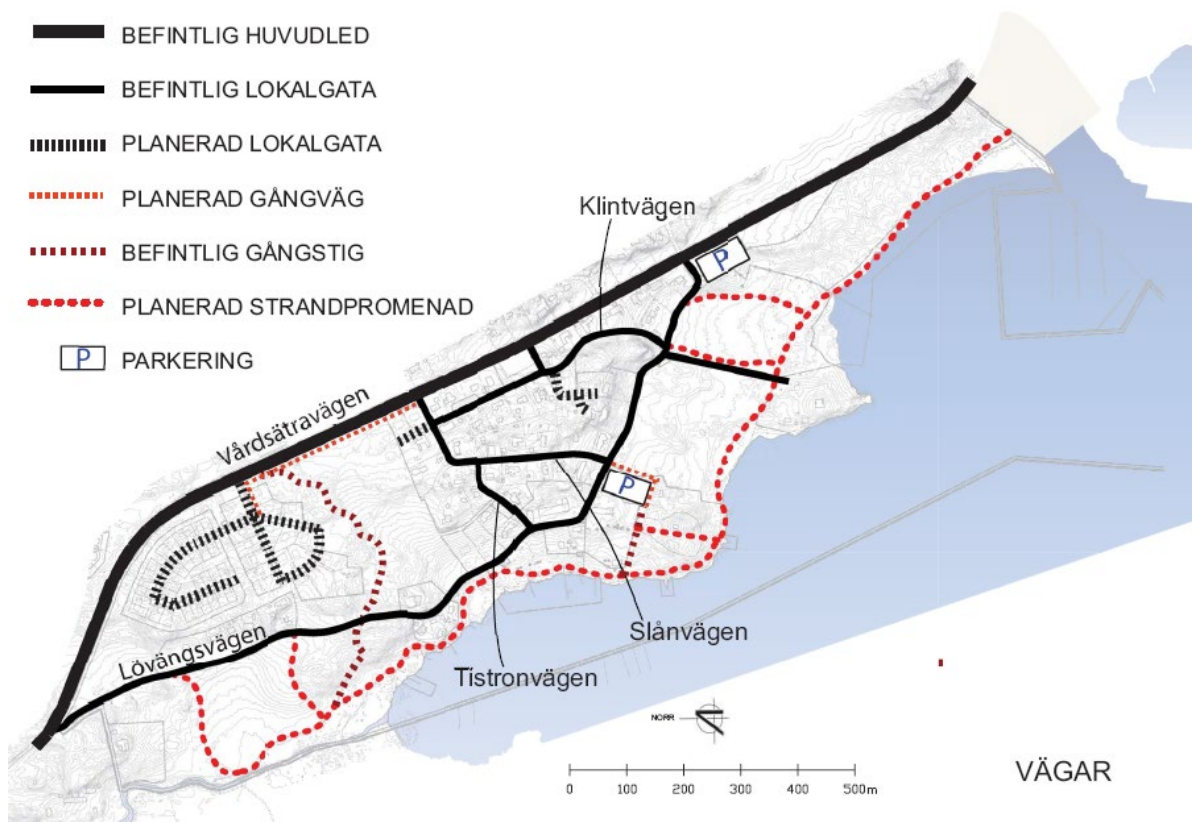 BEFINTLIG HUVUDLED
BEFINTLIG LOKALGATA
PLANERAD LOKALGATA
PLANERAD GÅNGVÄG
BEFINTLIG GÅNGSTIG
PLANERAD STRANDPROMENAD
P PARKERING
Klintvägen
P
Vårdsätravägen
P
Slånvägen
Lövängsvägen
Tistronvägen
NORR
VÄGAR
0 100 200 300 400 500m